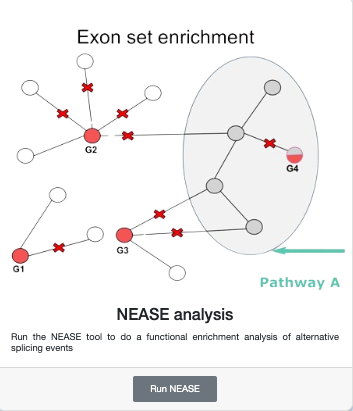 Exon set enrichment
G2
G4
G3
G1
Pathway A
NEASE analysis
Run the NEASE tool to do a functional enrichment analysis of alternative
splicing events
Run NEASE